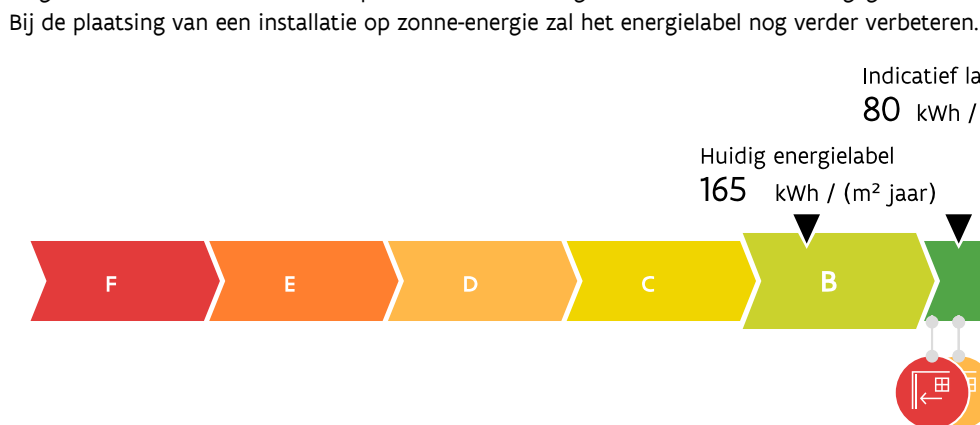 Bij de plaatsing van een installatie op zonne-energie zal het energielabel nog verder verbeteren.
Indicatief
80 kWh /
Huidig energielabel
165 kWh / (m² jaar)
F E D C B